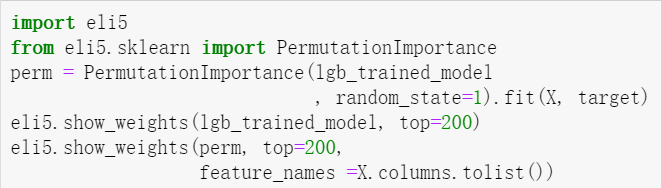 import eli5
from eli5.sklearn import PermutationImportance
perm = PermutationImportance(lgb_trained_model
                             , random_state=1).fit(X, target)
eli5.show_weights(lgb_trained_model, top=200)
eli5.show_weights(perm, top=200,
                  feature_names =X.columns.tolist())